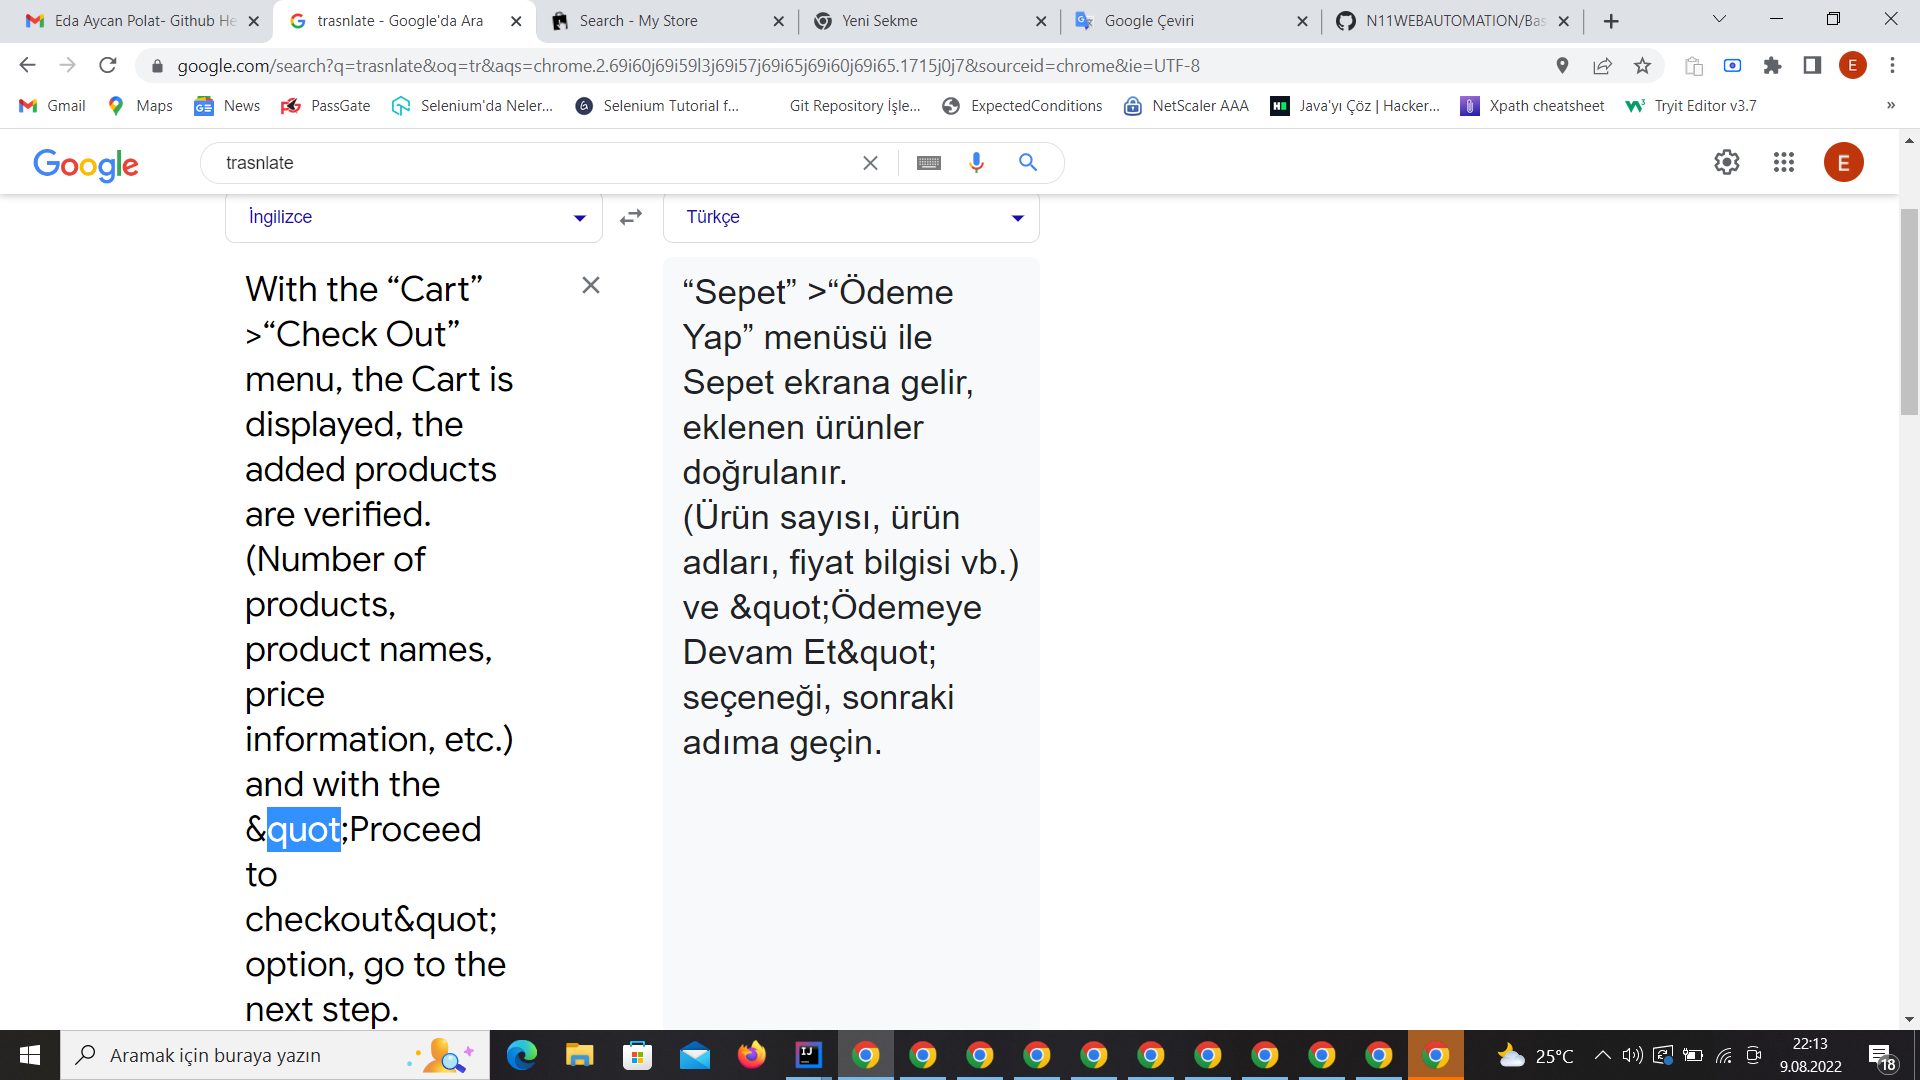 Eda Aycan Polat- Github He
trasnlate - Google'da Ara
Search - My Store
Yeni Sekme
Google Çeviri
N11WEBAUTOMATION/Bas
google.com/search?q=trasnlate&oq=tr&aqs=chrome.2.69i60j69i59l3j69i57j69i65j69i60j69i65.1715j0j7&sourceid=chrome&ie=UTF-8
E
Gmail
Maps
News
PassGate
Selenium'da Neler...
Selenium Tutorial f...
Git Repository İşle...
ExpectedConditions
NetScaler AAA
Java'yı Çöz | Hacker...
Xpath cheatsheet
Tryit Editor v3.7
»
Google
trasnlate
E
İngilizce
Türkçe
With the “Cart”
>“Check Out”
menu, the Cart is
displayed, the
added products
are verified.
(Number of
products,
product names,
price
information, etc.)
and with the
&quot;Proceed
to
checkout&quot;
option, go to the
next step.
“Sepet” >“Ödeme
Yap” menüsü ile
Sepet ekrana gelir,
eklenen ürünler
doğrulanır.
(Ürün sayısı, ürün
adları, fiyat bilgisi vb.)
ve &quot;Ödemeye
Devam Et&quot;
seçeneği, sonraki
adıma geçin.
Aramak için buraya yazın
25°C
22:13
9.08.2022
18